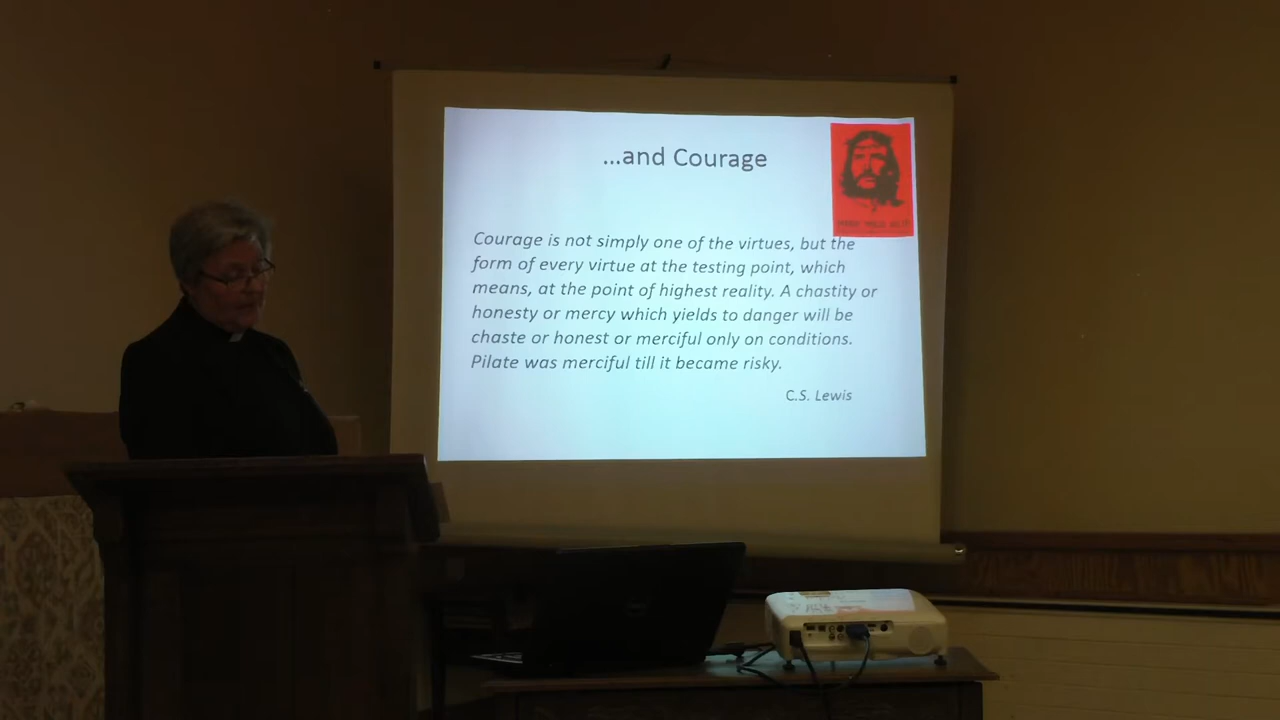 ...and Courage
Courage is not simply one of the virtues, but the
form of every virtue at the testing point, which
means, at the point of highest reality. A chastity or
honesty or mercy which yields to danger will be
chaste or honest or merciful only on conditions.
Pilate was merciful till it became risky.
C.S. Lewis